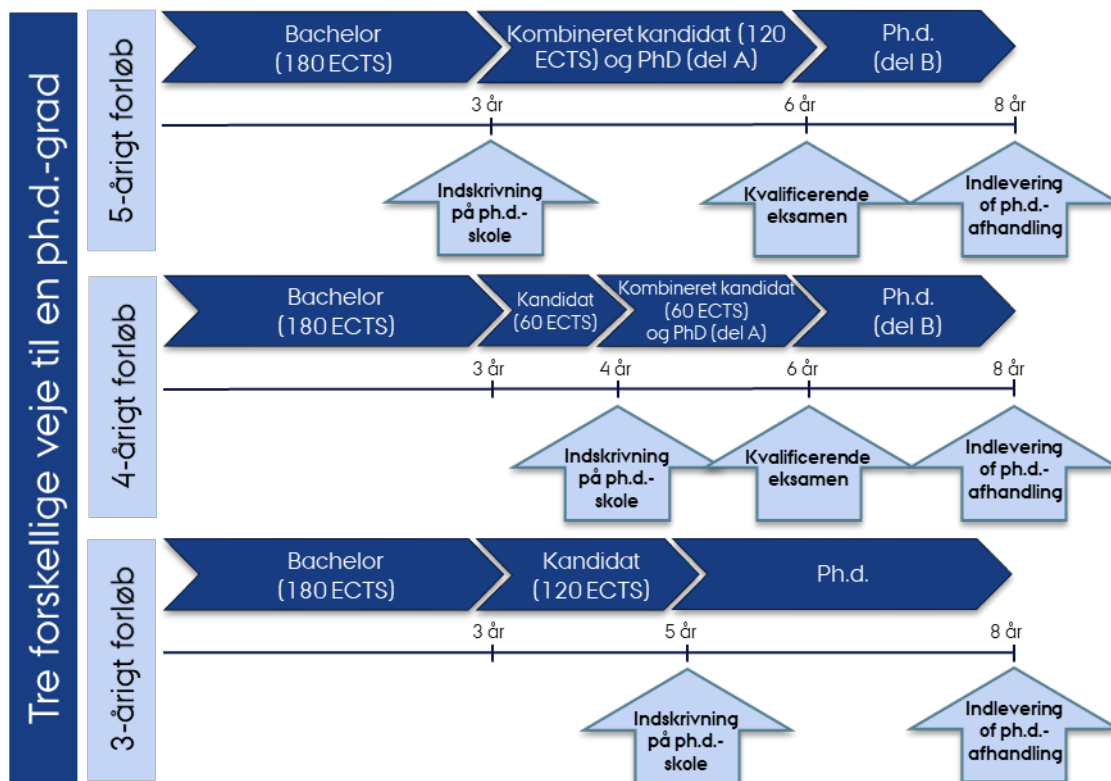 Tre forskellige veje til en ph.d.-grad
5-årigt forløb
Bachelor
(180 ECTS)
Kombineret kandidat (120
ECTS) og PhD (del A)
Ph.d.
(del B)
3 år
6 år
8 år
Indskrivning
på ph.d.-
skole
Kvalificerende
eksamen
Indlevering
of ph.d.-
afhandling
4-årigt forløb
Bachelor
(180 ECTS)
Kandidat
(60 ECTS)
Kombineret kandidat
(60 ECTS)
og PhD (del A)
Ph.d.
(del B)
3 år
4 år
6 år
8 år
Indskrivning
på ph.d.-
skole
Kvalificerende
eksamen
Indlevering
of ph.d.-
afhandling
3-årigt forløb
Bachelor
(180 ECTS)
Kandidat
(120 ECTS)
Ph.d.
3 år
5 år
8 år
Indskrivning
på ph.d.-
skole
Indlevering
of ph.d.-
afhandling